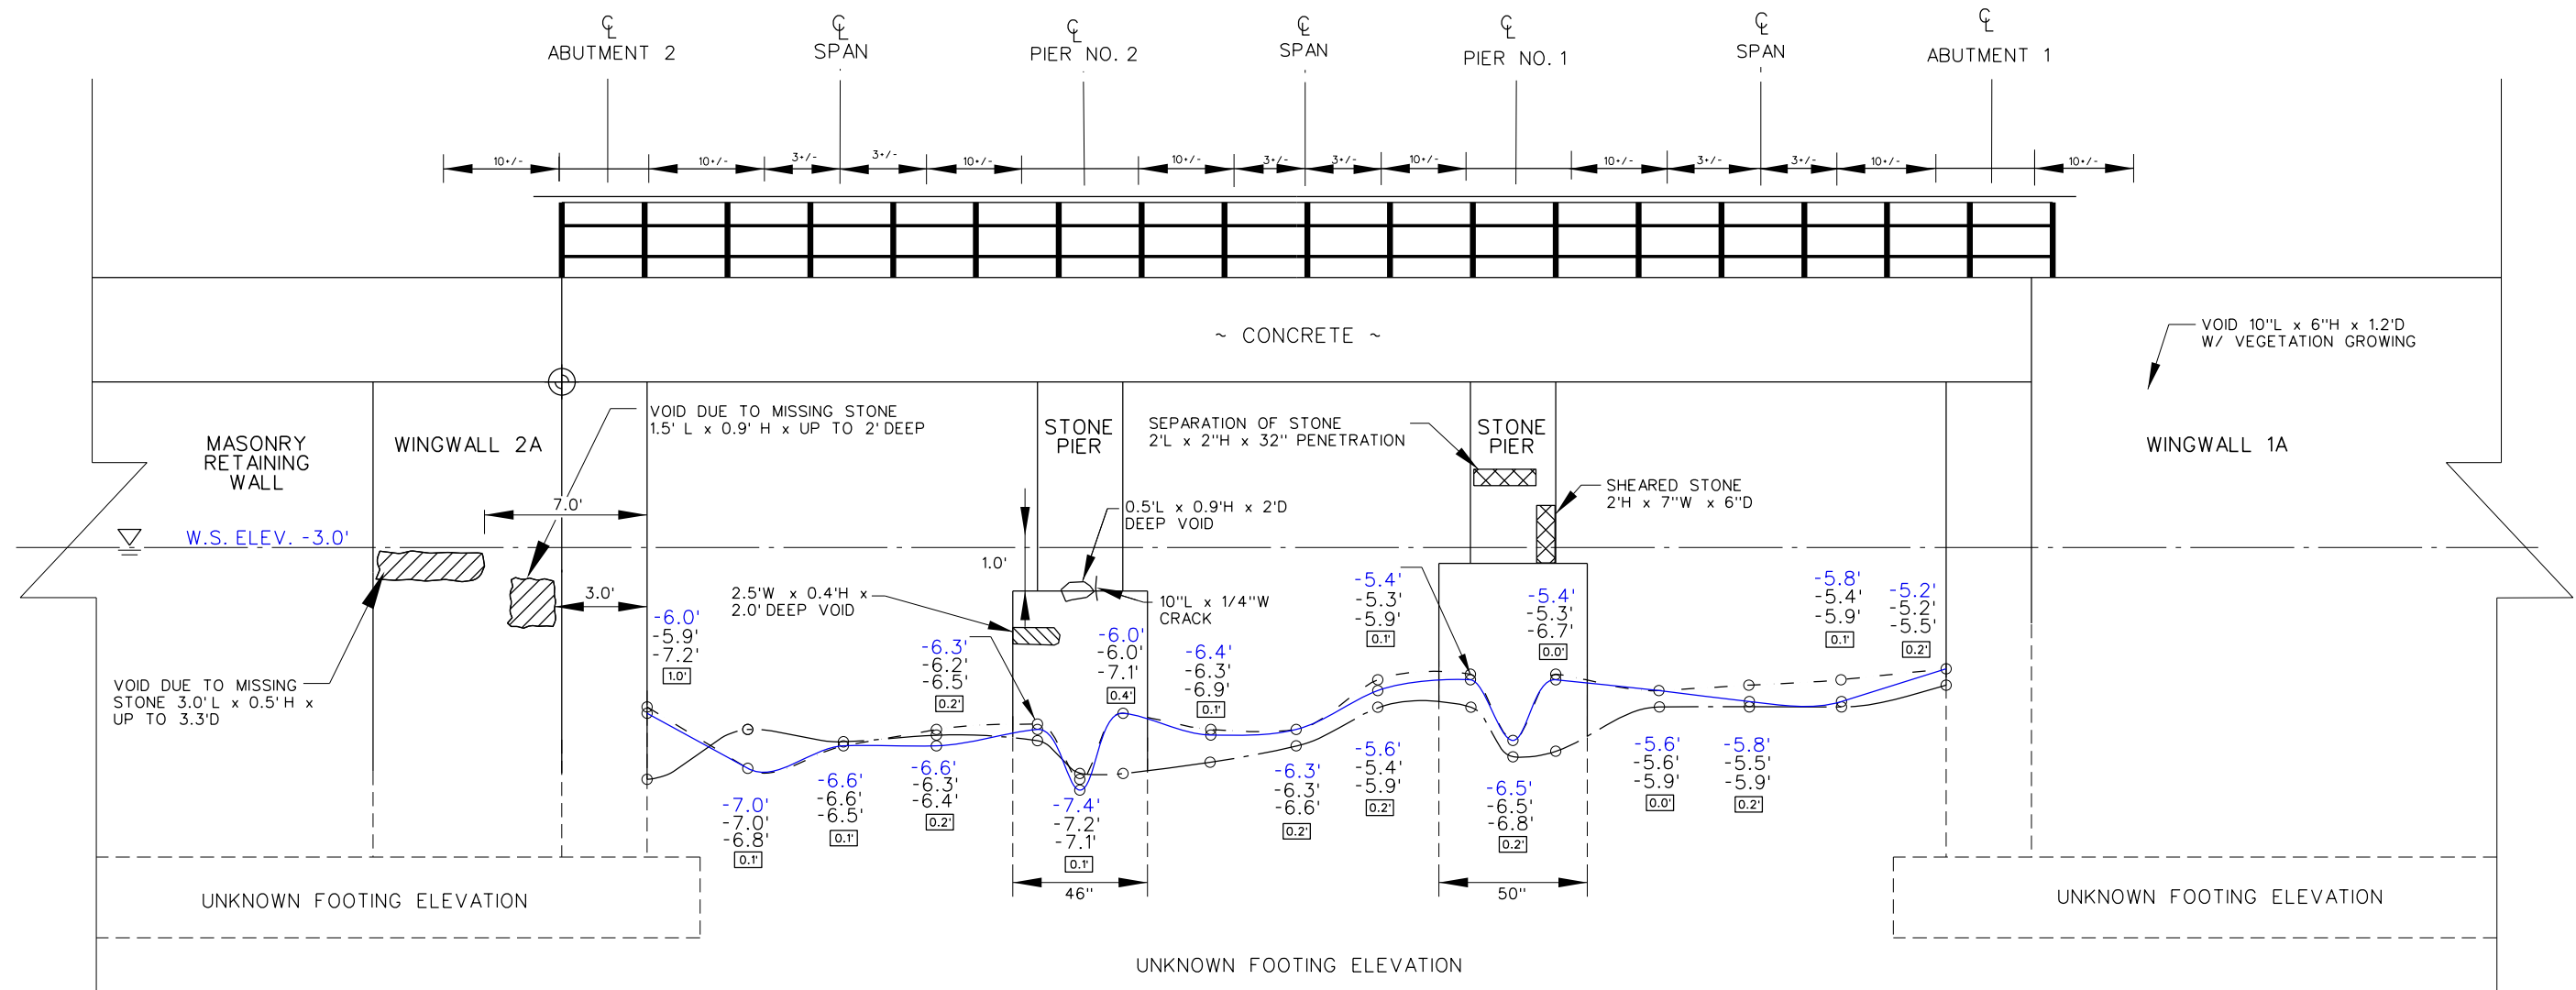 ℄
ABUTMENT 2
℄
SPAN
℄
PIER NO. 2
℄
SPAN
℄
PIER NO. 1
℄
SPAN
℄
ABUTMENT 1
10+/-
10+/-
3+/-
3+/-
10+/-
10+/-
3+/-
3+/-
10+/-
10+/-
3+/-
3+/-
10+/-
10+/-
~ CONCRETE ~
VOID 10"L x 6"H x 1.2'D
W/ VEGETATION GROWING
MASONRY
RETAINING
WALL
WINGWALL 2A
VOID DUE TO MISSING STONE
1.5' L x 0.9' H x UP TO 2' DEEP
STONE
PIER
SEPARATION OF STONE
2'L x 2"H x 32" PENETRATION
STONE
PIER
WINGWALL 1A
SHEARED STONE
2'H x 7"W x 6"D
7.0'
W.S. ELEV. -3.0'
0.5'L x 0.9'H x 2'D
DEEP VOID
1.0'
3.0'
2.5'W x 0.4'H x
2.0' DEEP VOID
10"L x 1/4"W
CRACK
VOID DUE TO MISSING
STONE 3.0' L x 0.5' H x
UP TO 3.3'D
-6.0'
-5.9'
-7.2'
1.0'
-7.0'
-7.0'
-6.8'
0.1'
-6.6'
-6.6'
-6.5'
0.1'
-6.6'
-6.3'
-6.4'
0.2'
-6.3'
-6.2'
-6.5'
0.2'
-7.4'
-7.2'
-7.1'
0.1'
-6.0'
-6.0'
-7.1'
0.4'
-6.4'
-6.3'
-6.9'
0.1'
-6.3'
-6.3'
-6.6'
0.2'
-5.6'
-5.4'
-5.9'
0.2'
-5.4'
-5.3'
-5.9'
0.1'
-6.5'
-6.5'
-6.8'
0.2'
-5.4'
-5.3'
-6.7'
0.0'
-5.6'
-5.6'
-5.9'
0.0'
-5.8'
-5.5'
-5.9'
0.2'
-5.8'
-5.4'
-5.9'
0.1'
-5.2'
-5.2'
-5.5'
0.2'
46"
50"
UNKNOWN FOOTING ELEVATION
UNKNOWN FOOTING ELEVATION
UNKNOWN FOOTING ELEVATION